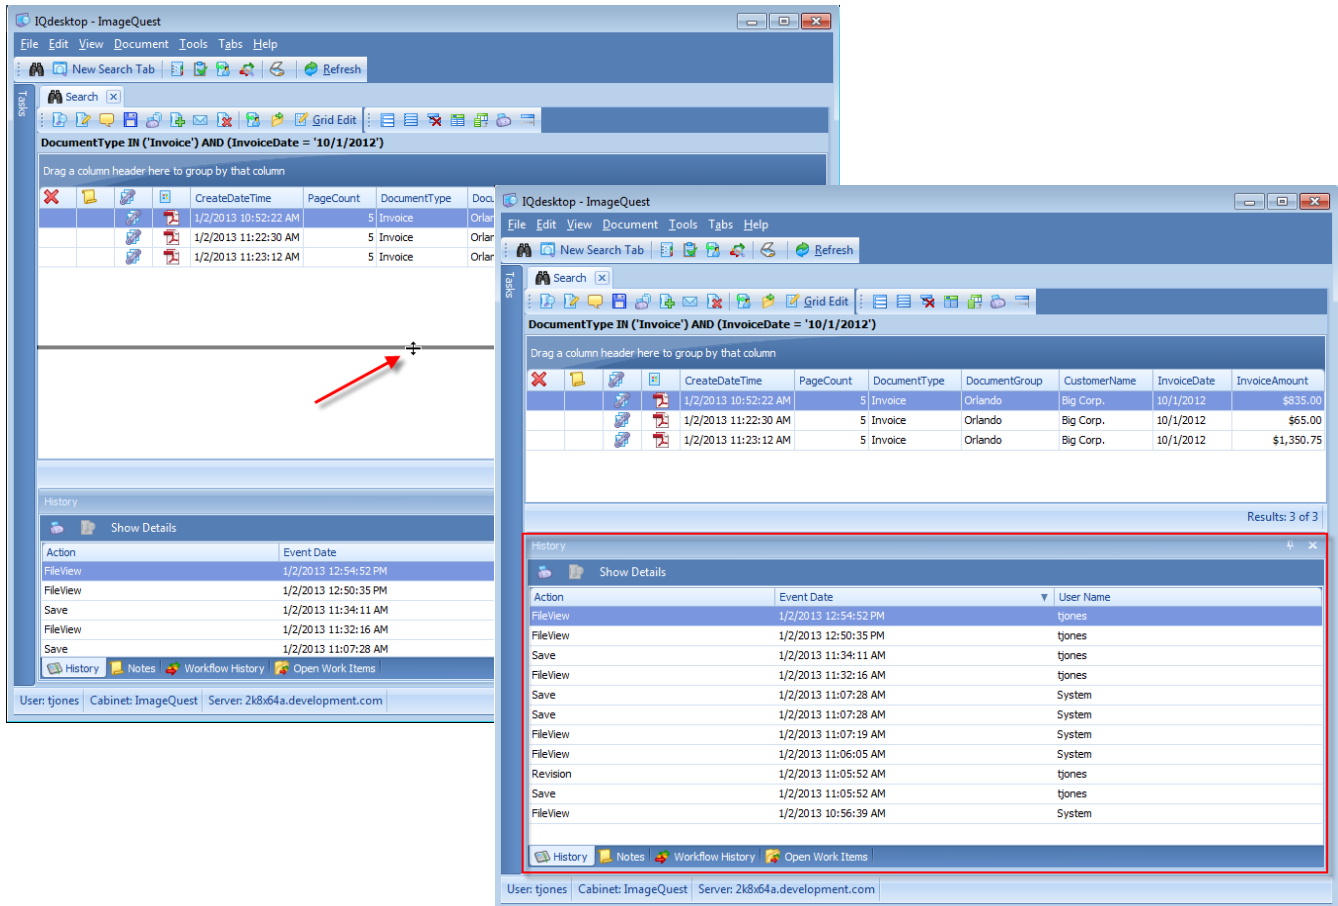 IQdesktop - ImageQuest
File Edit View Document Tools Tabs Help
New Search Tab Refresh
Tasks
Search
Grid Edit
DocumentType IN ('Invoice') AND (InvoiceDate = '10/1/2012')
Drag a column header here to group by that column
CreateDateTime PageCount DocumentType Docu
1/2/2013 10:52:22 AM 5 Invoice Orlan
1/2/2013 11:22:30 AM 5 Invoice Orlar
1/2/2013 11:23:12 AM 5 Invoice Orlar
History
Show Details
Action Event Date
FileView 1/2/2013 12:54:52 PM
FileView 1/2/2013 12:50:35 PM
Save 1/2/2013 11:34:11 AM
FileView 1/2/2013 11:32:16 AM
Save 1/2/2013 11:07:28 AM
History Notes Workflow History Open Work Items
User: tjones Cabinet: ImageQuest Server: 2k8x64a.development.com
IQdesktop - ImageQuest
File Edit View Document Tools Tabs Help
New Search Tab Refresh
Tasks
Search
Grid Edit
DocumentType IN ('Invoice') AND (InvoiceDate = '10/1/2012')
Drag a column header here to group by that column
CreateDateTime PageCount DocumentType DocumentGroup CustomerName InvoiceDate InvoiceAmount
1/2/2013 10:52:22 AM 5 Invoice Orlando Big Corp. 10/1/2012 $835.00
1/2/2013 11:22:30 AM 5 Invoice Orlando Big Corp. 10/1/2012 $65.00
1/2/2013 11:23:12 AM 5 Invoice Orlando Big Corp. 10/1/2012 $1,350.75
Results: 3 of 3
History
Show Details
Action Event Date User Name
FileView 1/2/2013 12:54:52 PM tjones
FileView 1/2/2013 12:50:35 PM tjones
Save 1/2/2013 11:34:11 AM tjones
FileView 1/2/2013 11:32:16 AM tjones
Save 1/2/2013 11:07:28 AM System
Save 1/2/2013 11:07:28 AM System
FileView 1/2/2013 11:07:19 AM System
FileView 1/2/2013 11:06:05 AM System
Revision 1/2/2013 11:05:52 AM tjones
Save 1/2/2013 11:05:52 AM tjones
FileView 1/2/2013 10:56:39 AM System
History Notes Workflow History Open Work Items
User: tjones Cabinet: ImageQuest Server: 2k8x64a.development.com